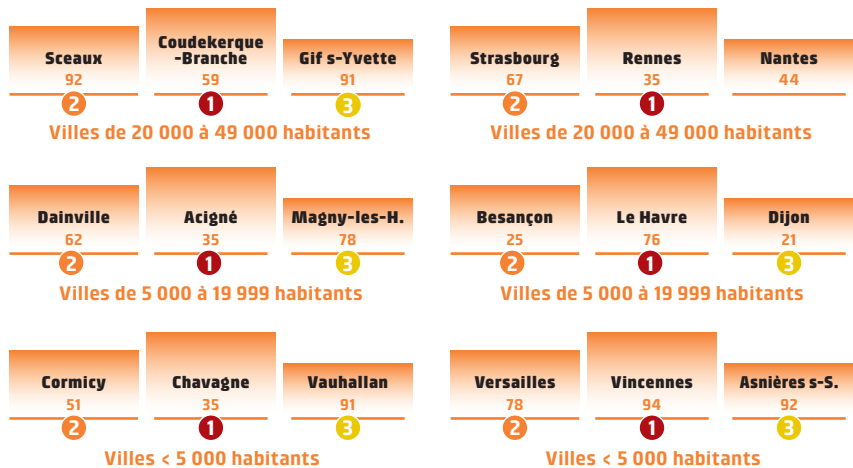 Sceaux
92
2
Coudekerque
-Branche
59
1
Gif s-Yvette
91
3
Villes de 20 000 à 49 000 habitants
Strasbourg
67
2
Rennes
35
1
Nantes
44
Villes de 20 000 à 49 000 habitants
Dainville
62
2
Acigné
35
1
Magny-les-H.
78
3
Villes de 5 000 à 19 999 habitants
Besançon
25
2
Le Havre
76
1
Dijon
21
3
Villes de 5 000 à 19 999 habitants
Cormicy
51
2
Chavagne
35
1
Vauhallan
91
3
Villes < 5 000 habitants
Versailles
78
2
Vincennes
94
1
Asnières s-S.
92
3
Villes < 5 000 habitants